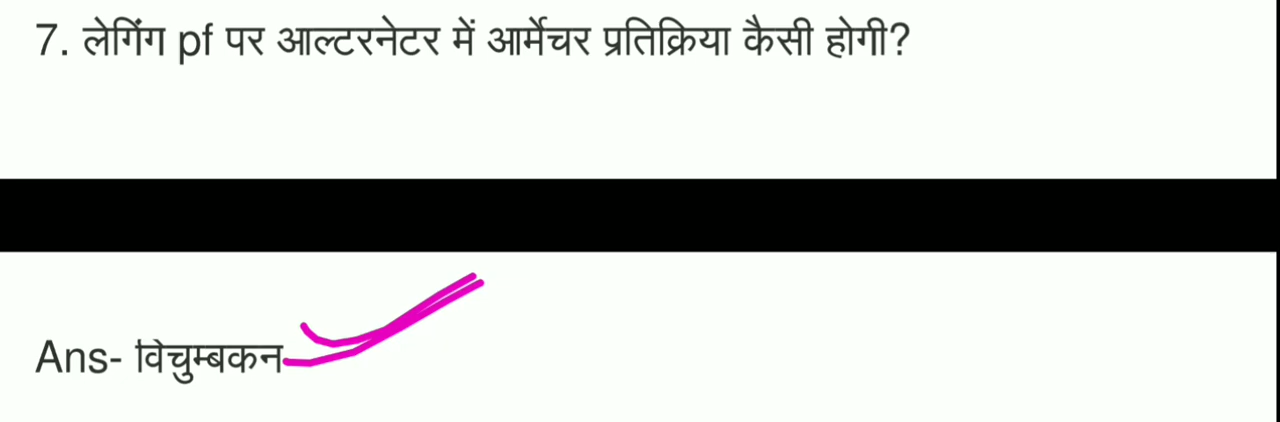 7. लेगिंग pf पर आल्टरनेटर में आर्मेचर प्रतिक्रिया कैसी होगी?
Ans- विचुम्बकन